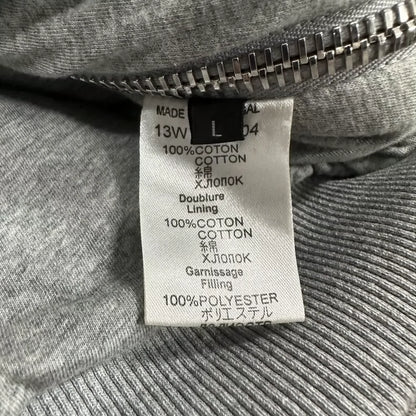 MADE
L
13W 04
100%COTON
COTTON
綿
ХЛОПОК
Doublure
Lining
100%COTON
COTTON
綿
ХЛОПОК
Garnissage
Filling
100%POLYESTER
ポリエステル